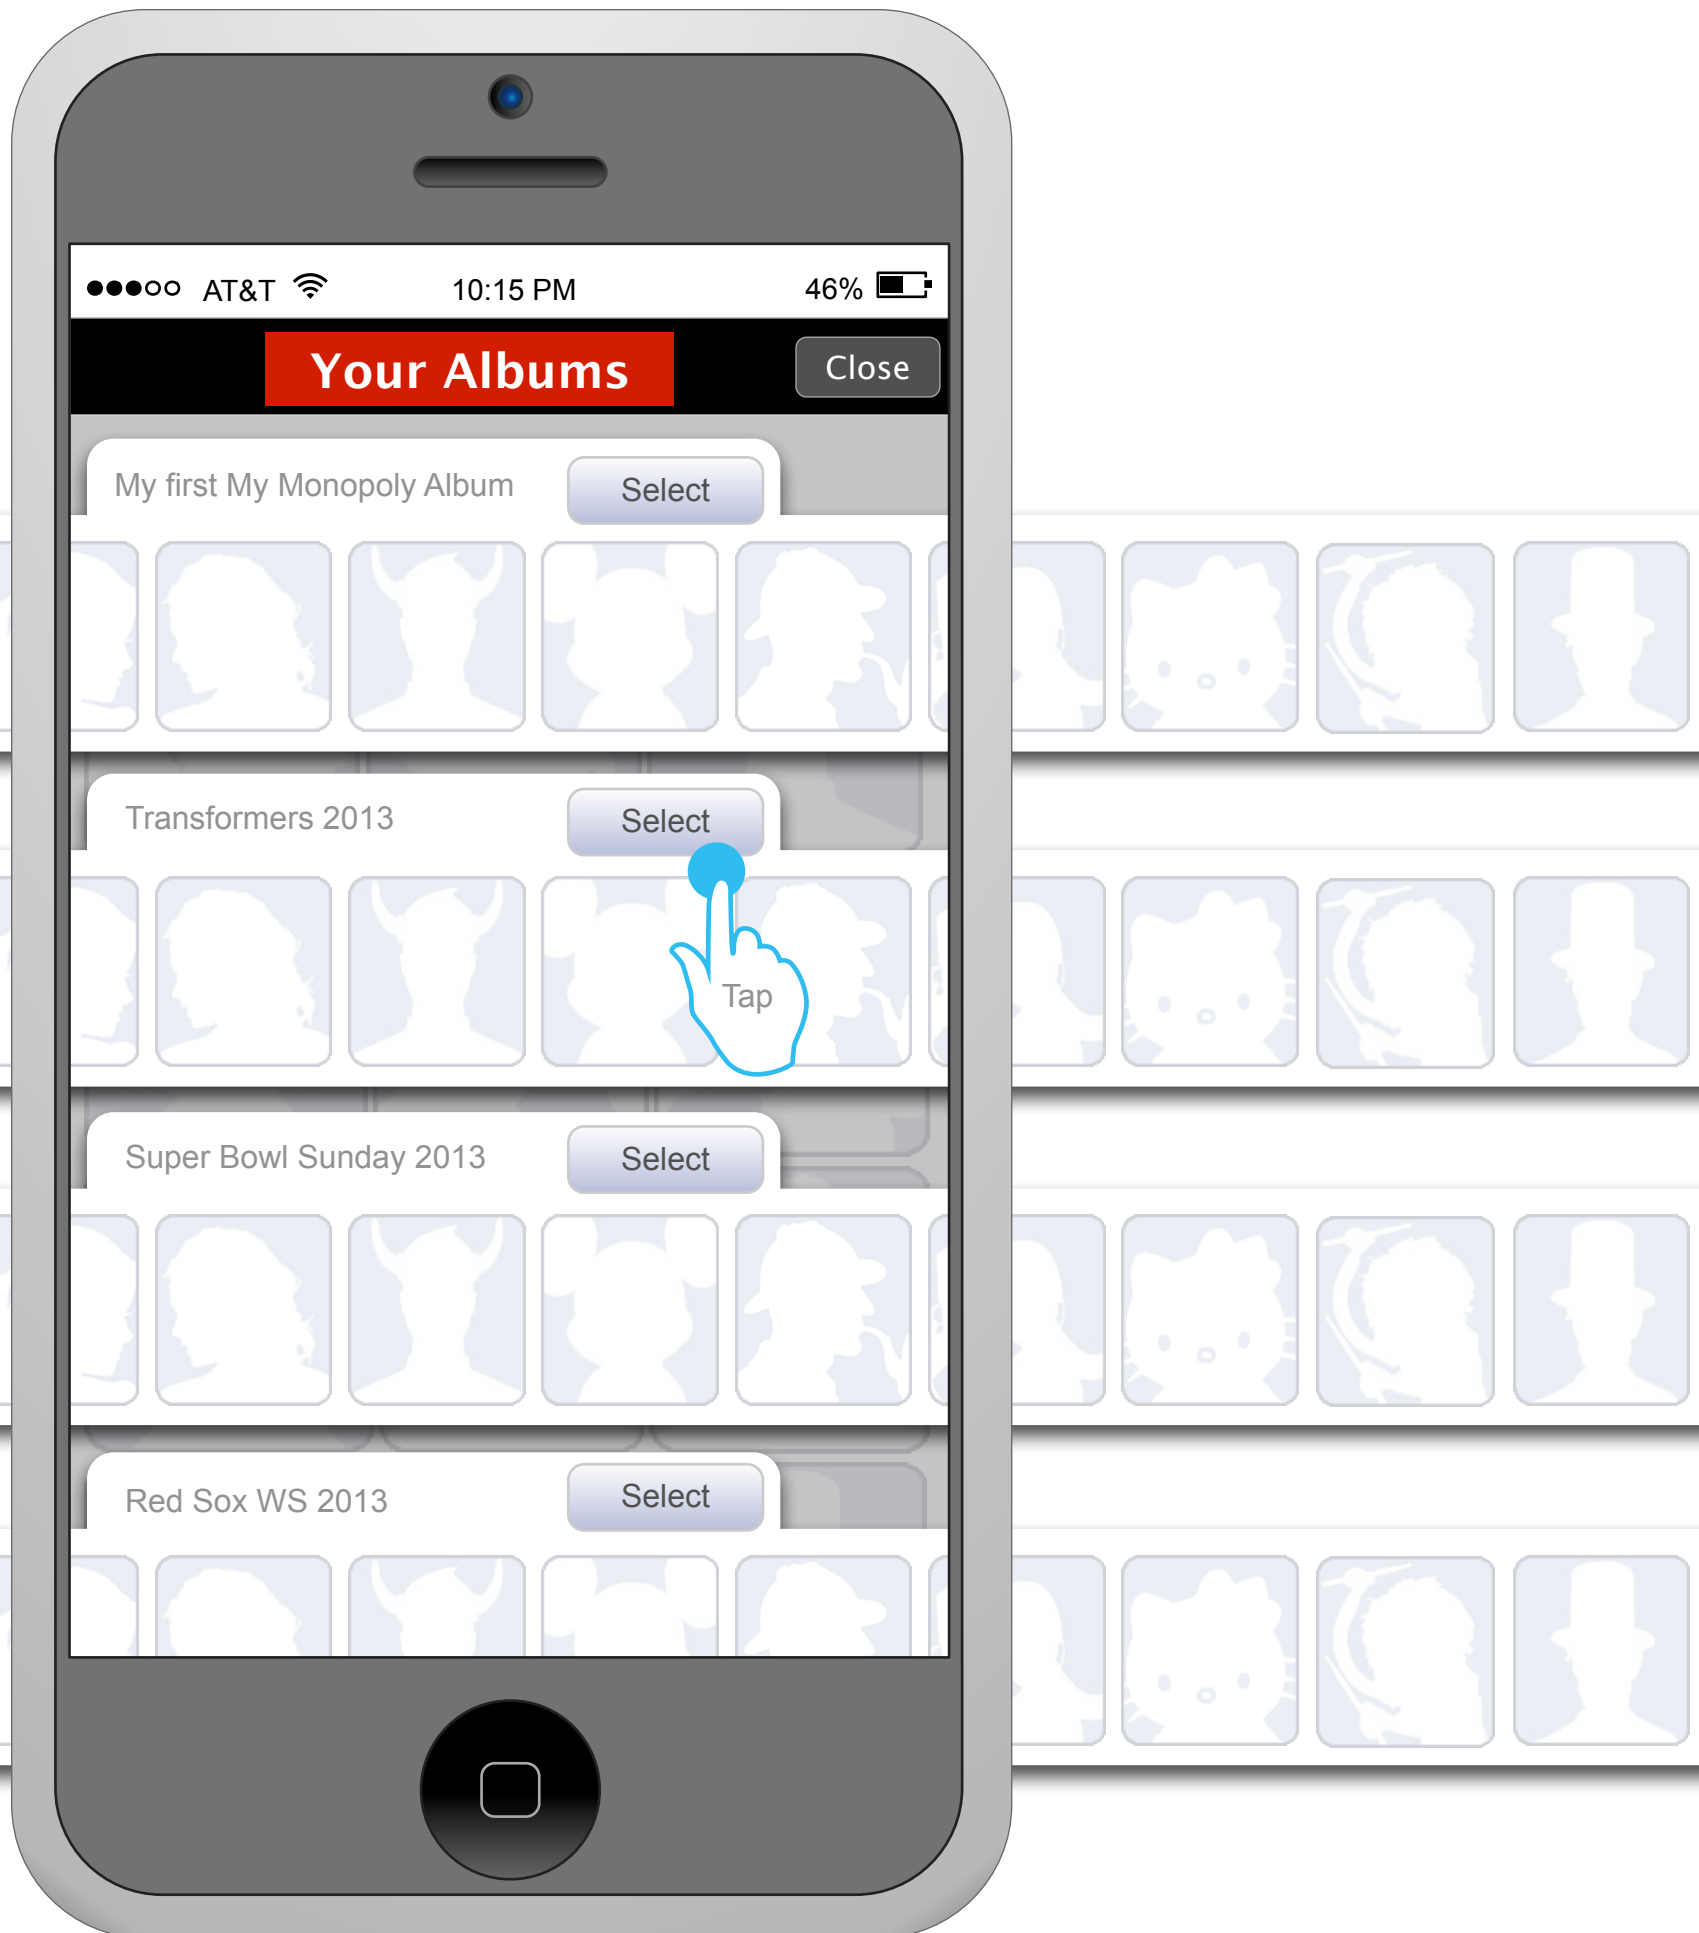 AT&T 10:15 PM 46%
Your Albums Close
My first My Monopoly Album Select
Transformers 2013 Select
Tap
Super Bowl Sunday 2013 Select
Red Sox WS 2013 Select